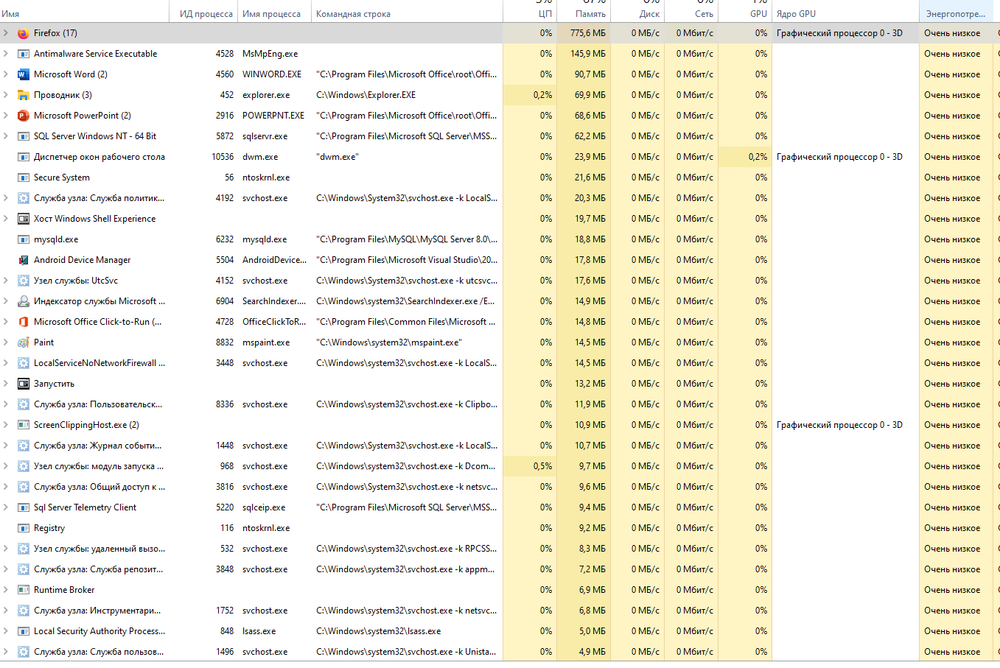 Имя ИД процесса Имя процесса Командная строка ЦП Память Диск Сеть GPU Ядро GPU Энергопотре...
Firefox (17) 0% 775,6 МБ 0 МБ/с 0 Мбит/с 0% Графический процессор 0 - 3D Очень низкое
Antimalware Service Executable 4528 MsMpEng.exe 0% 145,9 МБ 0 МБ/с 0 Мбит/с 0% Очень низкое
Microsoft Word (2) 4560 WINWORD.EXE "C:\Program Files\Microsoft Office\root\Offi... 0% 90,7 МБ 0 МБ/с 0 Мбит/с 0% Очень низкое
Проводник (3) 452 explorer.exe C:\Windows\Explorer.EXE 0,2% 69,9 МБ 0 МБ/с 0 Мбит/с 0% Очень низкое
Microsoft PowerPoint (2) 2916 POWERPNT.EXE "C:\Program Files\Microsoft Office\root\Offi... 0% 68,6 МБ 0 МБ/с 0 Мбит/с 0% Очень низкое
SQL Server Windows NT - 64 Bit 5872 sqlservr.exe "C:\Program Files\Microsoft SQL Server\MSS... 0% 62,2 МБ 0 МБ/с 0 Мбит/с 0% Очень низкое
Диспетчер окон рабочего стола 10536 dwm.exe "dwm.exe" 0% 23,9 МБ 0 МБ/с 0 Мбит/с 0,2% Графический процессор 0 - 3D Очень низкое
Secure System 56 ntoskrnl.exe 0% 21,6 МБ 0 МБ/с 0 Мбит/с 0% Очень низкое
Служба узла: Служба политик... 4192 svchost.exe C:\Windows\System32\svchost.exe -k LocalS... 0% 20,3 МБ 0 МБ/с 0 Мбит/с 0% Очень низкое
Хост Windows Shell Experience 0% 19,7 МБ 0 МБ/с 0 Мбит/с 0% Очень низкое
mysqld.exe 6232 mysqld.exe "C:\Program Files\MySQL\MySQL Server 8.0\... 0% 18,8 МБ 0 МБ/с 0 Мбит/с 0% Очень низкое
Android Device Manager 5504 AndroidDevice... "C:\Program Files\Microsoft Visual Studio\20... 0% 17,8 МБ 0 МБ/с 0 Мбит/с 0% Очень низкое
Узел службы: UtcSvc 4152 svchost.exe C:\Windows\System32\svchost.exe -k utcsvc... 0% 17,6 МБ 0 МБ/с 0 Мбит/с 0% Очень низкое
Индексатор службы Microsoft ... 6904 SearchIndexer.... C:\Windows\system32\SearchIndexer.exe /E... 0% 14,9 МБ 0 МБ/с 0 Мбит/с 0% Очень низкое
Microsoft Office Click-to-Run (... 4728 OfficeClickToR... "C:\Program Files\Common Files\Microsoft ... 0% 14,8 МБ 0 МБ/с 0 Мбит/с 0% Очень низкое
Paint 8832 mspaint.exe "C:\Windows\system32\mspaint.exe" 0% 14,5 МБ 0 МБ/с 0 Мбит/с 0% Очень низкое
LocalServiceNoNetworkFirewall ... 3448 svchost.exe C:\Windows\system32\svchost.exe -k LocalS... 0% 14,5 МБ 0 МБ/с 0 Мбит/с 0% Очень низкое
Запустить 0% 13,2 МБ 0 МБ/с 0 Мбит/с 0% Очень низкое
Служба узла: Пользовательск... 8336 svchost.exe C:\Windows\system32\svchost.exe -k Clipbo... 0% 11,9 МБ 0 МБ/с 0 Мбит/с 0% Очень низкое
ScreenClippingHost.exe (2) 0% 10,9 МБ 0 МБ/с 0 Мбит/с 0% Графический процессор 0 - 3D Очень низкое
Служба узла: Журнал событи... 1448 svchost.exe C:\Windows\System32\svchost.exe -k LocalS... 0% 10,7 МБ 0 МБ/с 0 Мбит/с 0% Очень низкое
Узел службы: модуль запуска ... 968 svchost.exe C:\Windows\system32\svchost.exe -k Dcom... 0,5% 9,7 МБ 0 МБ/с 0 Мбит/с 0% Очень низкое
Служба узла: Общий доступ к ... 3816 svchost.exe C:\Windows\System32\svchost.exe -k netsvc... 0% 9,6 МБ 0 МБ/с 0 Мбит/с 0% Очень низкое
Sql Server Telemetry Client 5220 sqlceip.exe "C:\Program Files\Microsoft SQL Server\MSS... 0% 9,4 МБ 0 МБ/с 0 Мбит/с 0% Очень низкое
Registry 116 ntoskrnl.exe 0% 9,2 МБ 0 МБ/с 0 Мбит/с 0% Очень низкое
Узел службы: удаленный вызо... 532 svchost.exe C:\Windows\system32\svchost.exe -k RPCSS... 0% 8,3 МБ 0 МБ/с 0 Мбит/с 0% Очень низкое
Служба узла: Служба репозит... 3848 svchost.exe C:\Windows\system32\svchost.exe -k appm... 0% 7,2 МБ 0 МБ/с 0 Мбит/с 0% Очень низкое
Runtime Broker 0% 6,9 МБ 0 МБ/с 0 Мбит/с 0% Очень низкое
Служба узла: Инструментари... 1752 svchost.exe C:\Windows\system32\svchost.exe -k netsvc... 0% 6,8 МБ 0 МБ/с 0 Мбит/с 0% Очень низкое
Local Security Authority Process... 848 lsass.exe C:\Windows\system32\lsass.exe 0% 5,0 МБ 0 МБ/с 0 Мбит/с 0% Очень низкое
Служба узла: Служба пользов... 1496 svchost.exe C:\Windows\system32\svchost.exe -k Unista... 0% 4,9 МБ 0 МБ/с 0 Мбит/с 0% Очень низкое